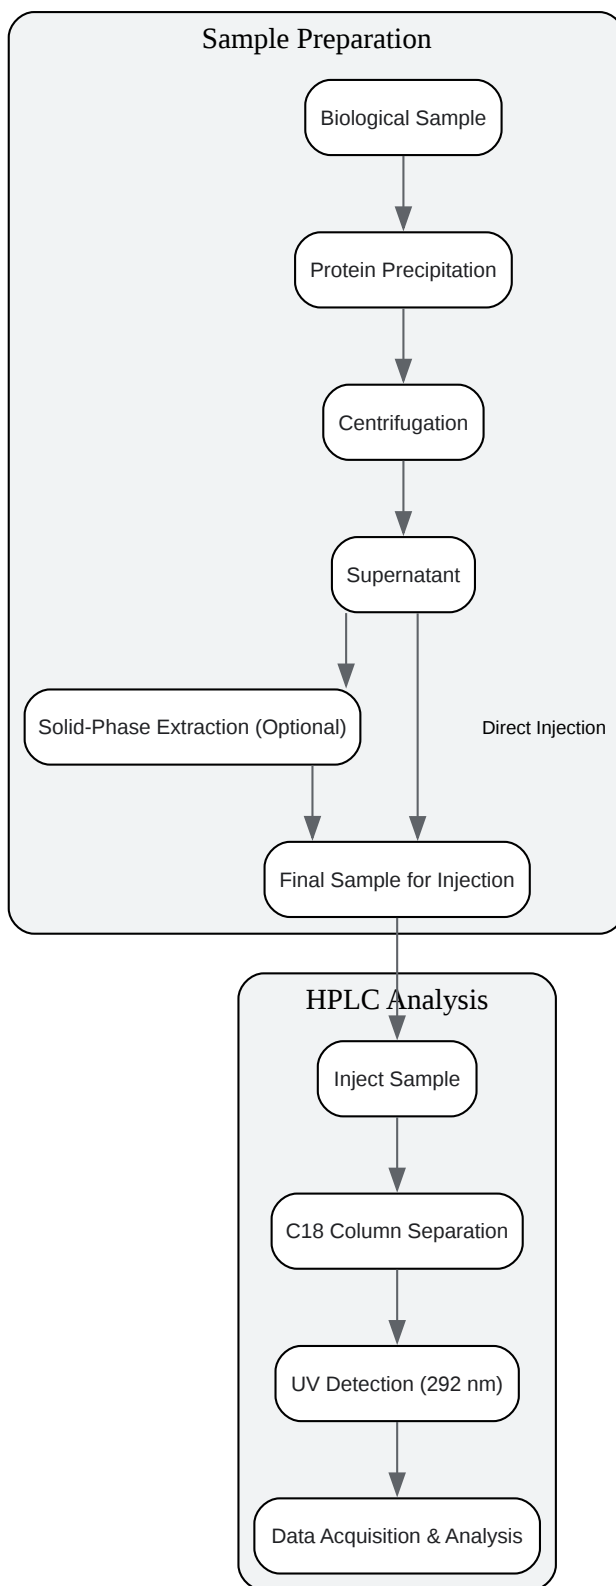 Sample Preparation
Biological Sample
Protein Precipitation
Centrifugation
Supernatant
Solid-Phase Extraction (Optional)
Direct Injection
Final Sample for Injection
HPLC Analysis
Inject Sample
C18 Column Separation
UV Detection (292 nm)
Data Acquisition & Analysis